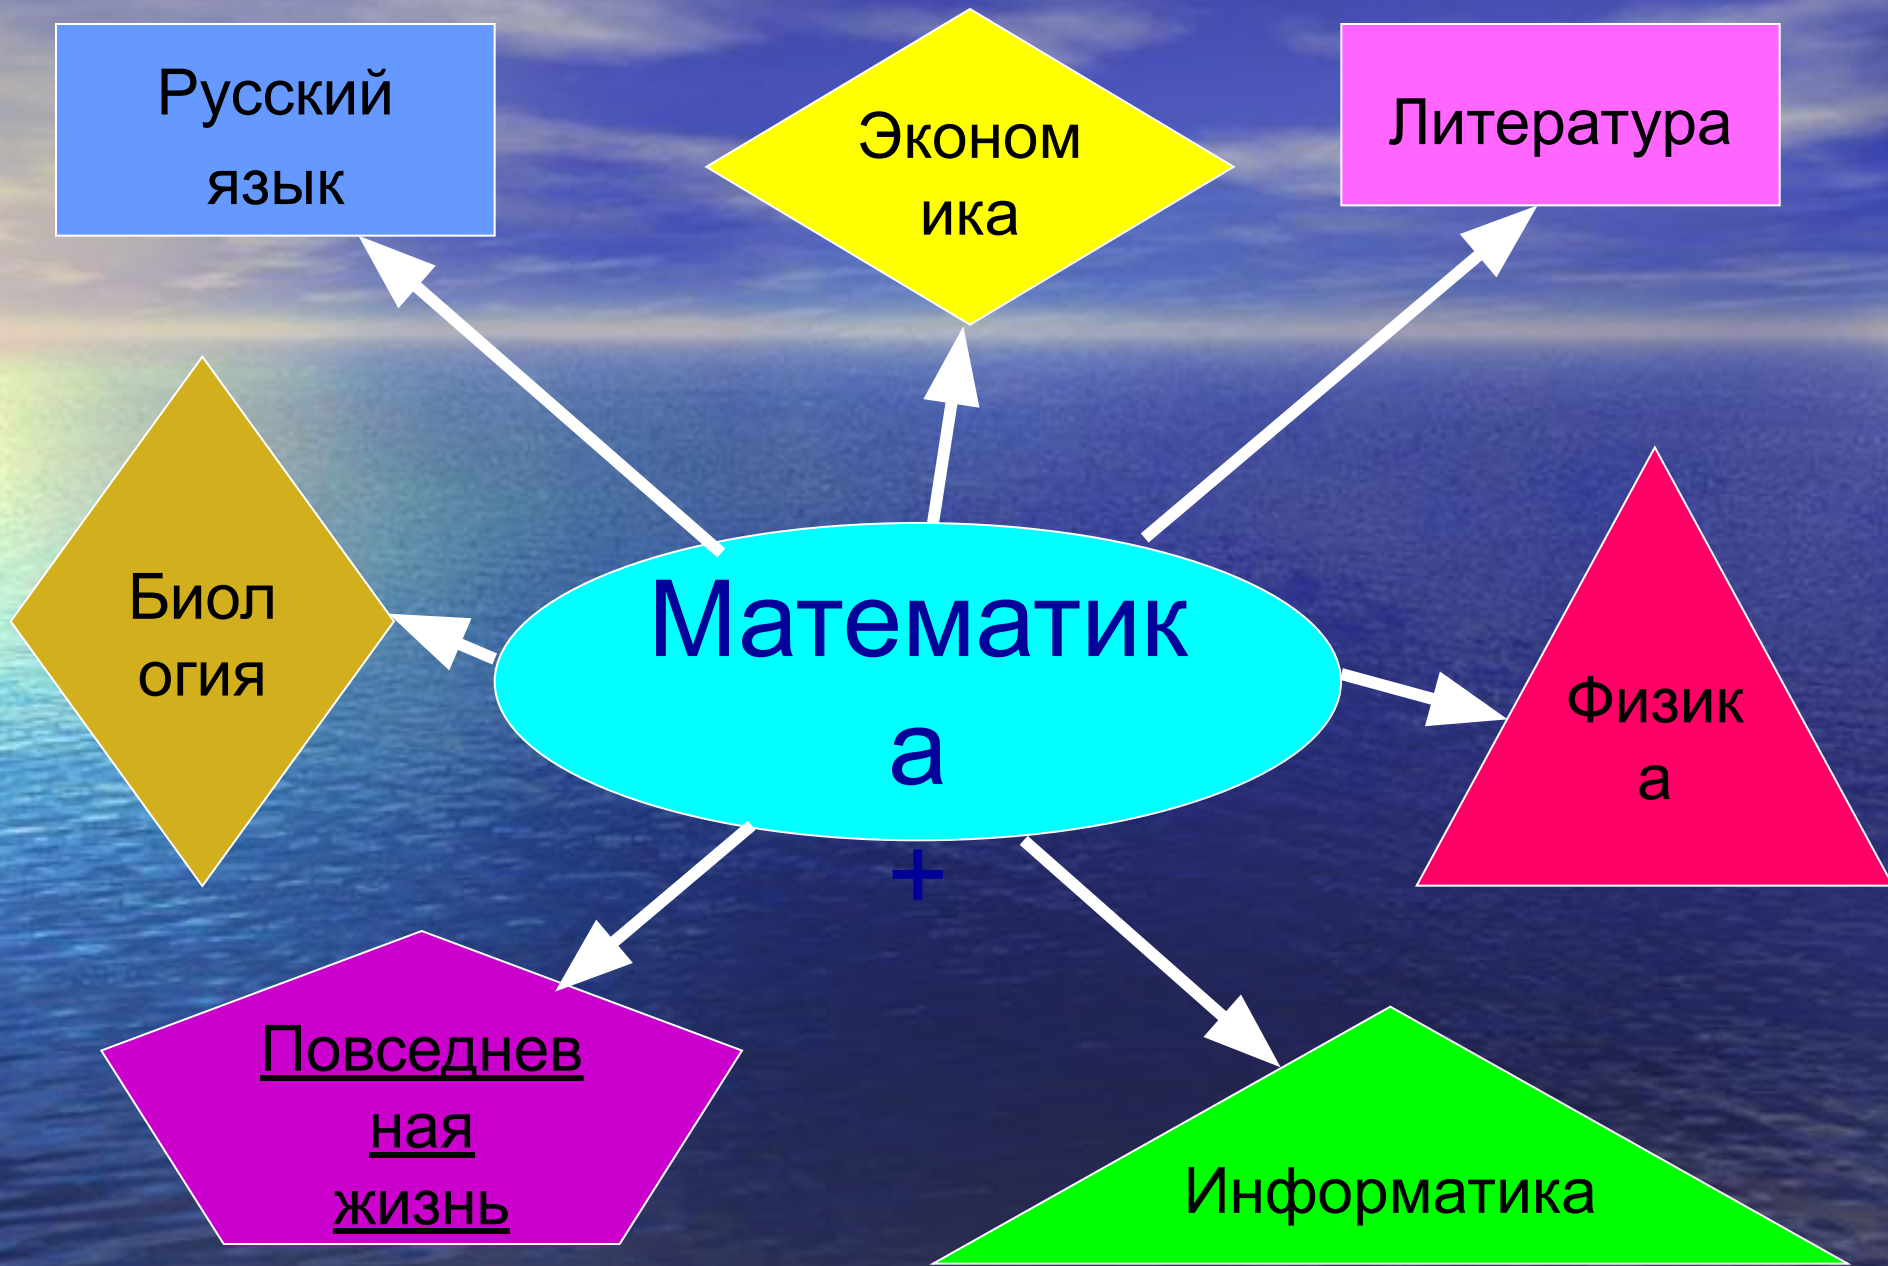 Русский
язык
Эконом
ика
Литература
Биол
огия
Математик
а
+
Физик
а
Повседнев
ная
жизнь
Информатика